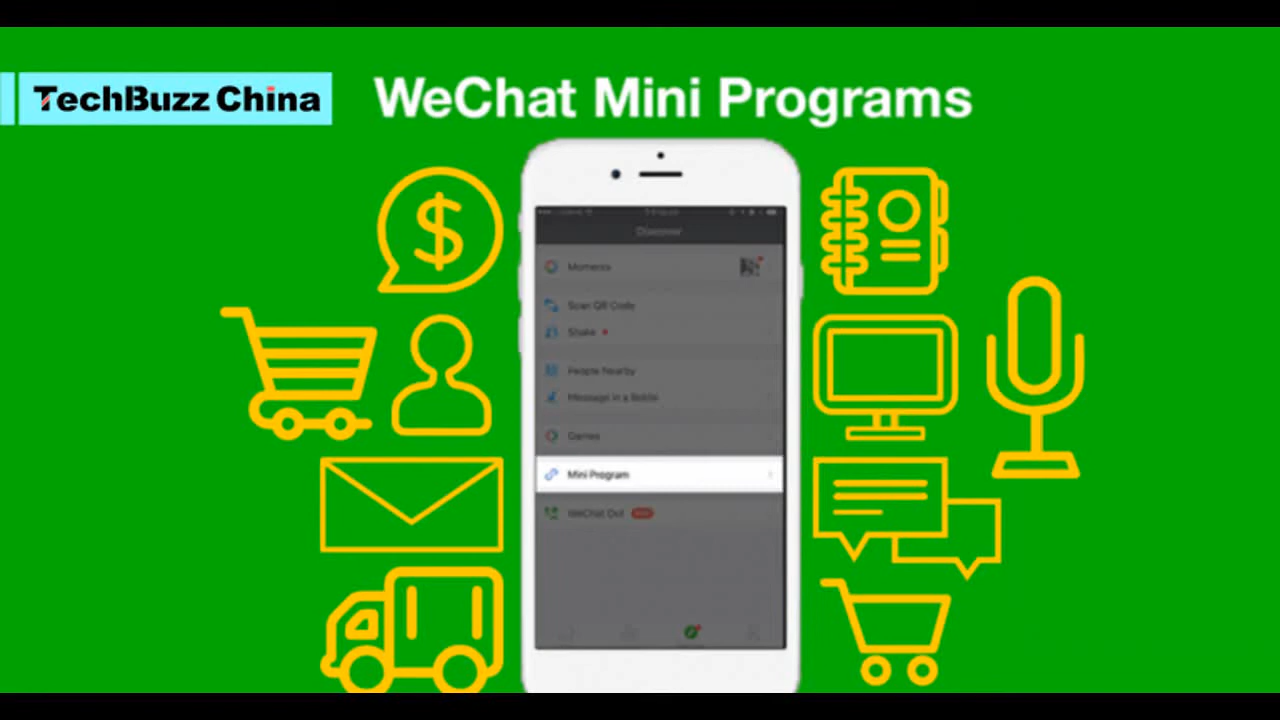 TechBuzz China
WeChat Mini Programs
$
Discover
Moments
Scan QR Code
Shake
People Nearby
Message in a Bottle
Games
Mini Program
WeChat Out